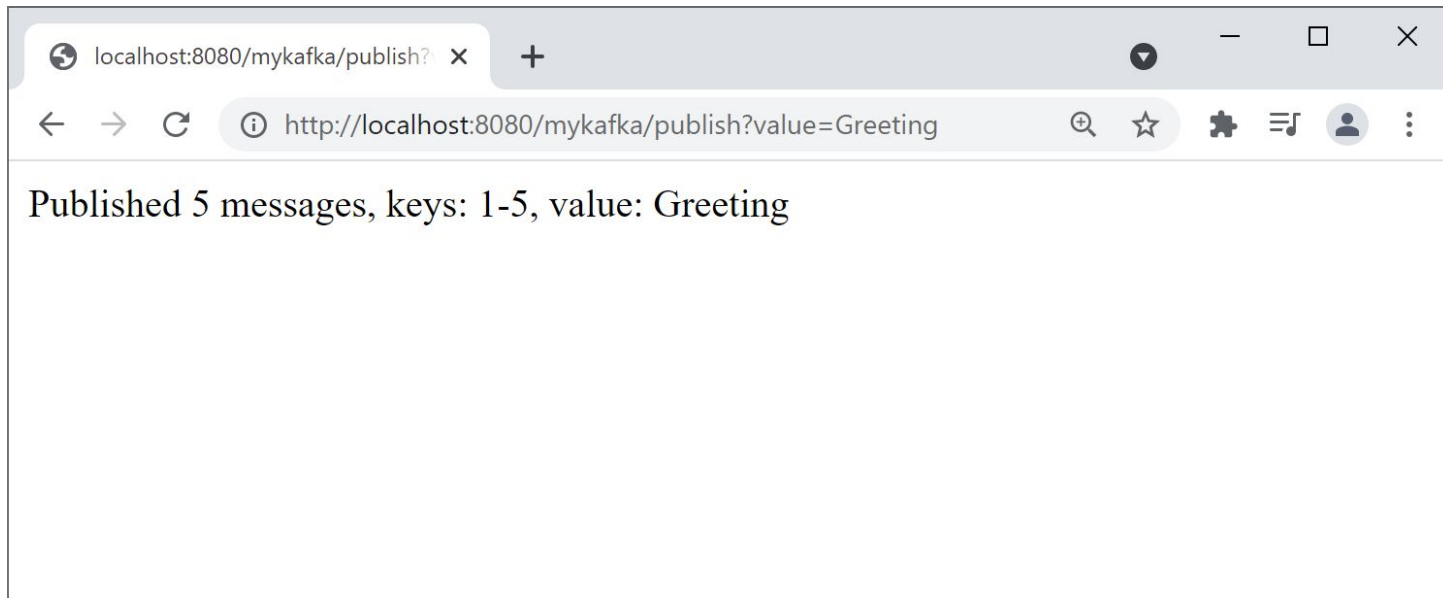 localhost:8080/mykafka/publish?
http://localhost:8080/mykafka/publish?value=Greeting
Published 5 messages, keys: 1-5, value: Greeting